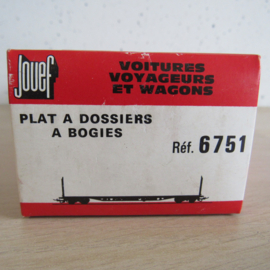 Jouef
VOITURES
VOYAGEURS
ET WAGONS
PLAT A DOSSIERS
A BOGIES
Réf. 6751